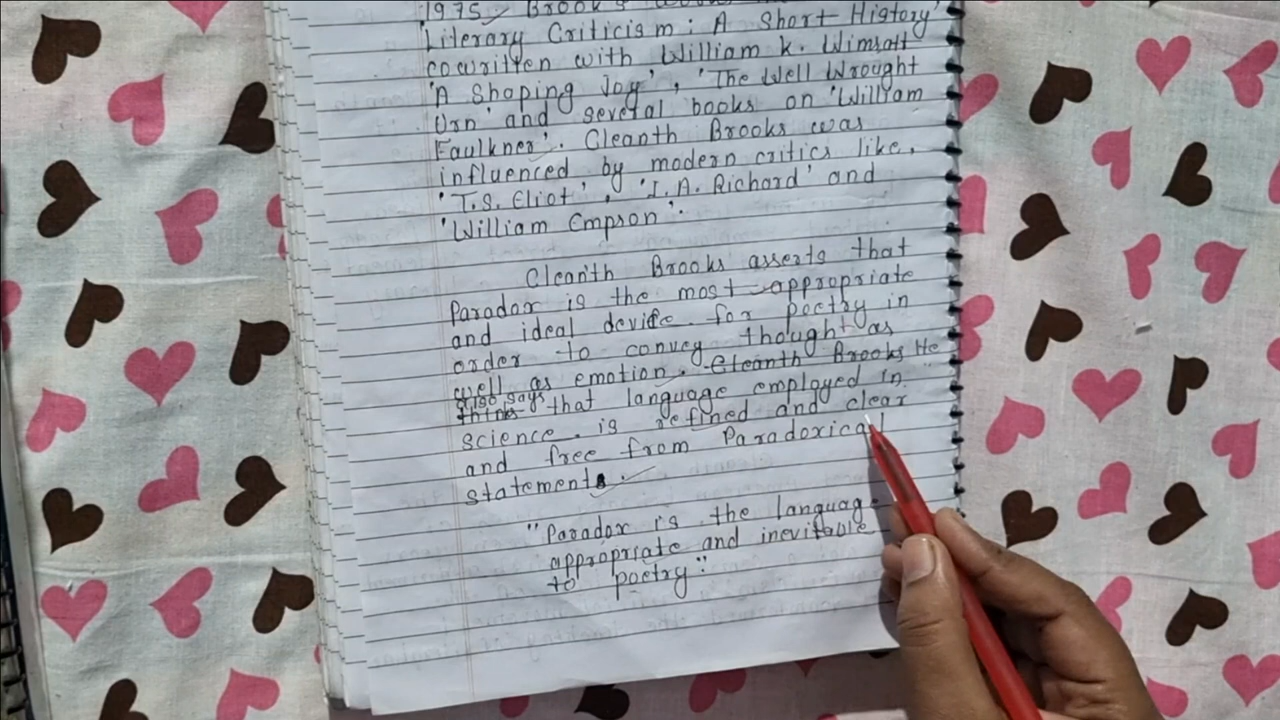 1975, Brook's
Literary Criticism : A Short History'
cowritten with William k. Wimsatt
'A Shaping Joy', 'The Well Wrought
Urn' and several books on 'William
Faulkner'. Cleanth Brooks was
influenced by modern critics like,
'T.S. Eliot', 'I.A. Richard' and
'William Empson'.
Cleanth Brooks asserts that
Paradox is the most appropriate
and ideal device for poetry in
order to convey thought as
well as emotion. Cleanth Brooks He
also says
thinks that language employed in
science. is refined and clear
and free from Paradoxical
statements.
"Paradox is the language
appropriate and inevitable
to poetry"